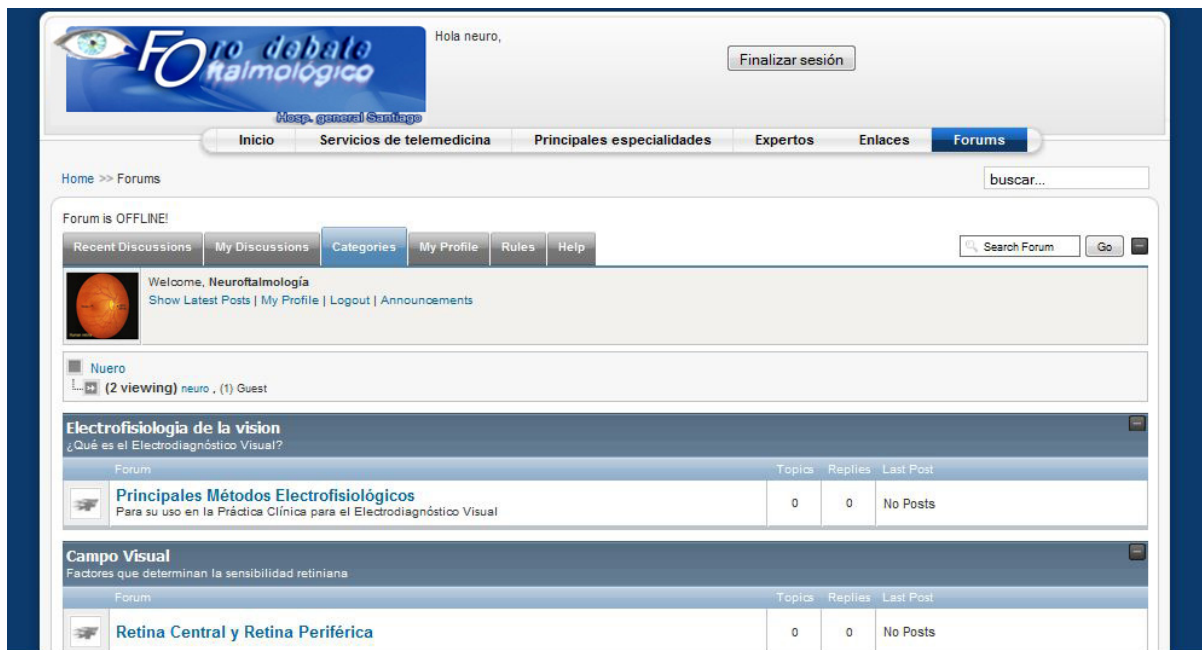 Foro debate
Oftalmológico
Hosp. general Santiago
Hola neuro,
Finalizar sesión
Inicio Servicios de telemedicina Principales especialidades Expertos Enlaces Forums
Home >> Forums
buscar...
Forum is OFFLINE!
Recent Discussions My Discussions Categories My Profile Rules Help
Search Forum Go
Welcome, Neuroftalmología
Show Latest Posts | My Profile | Logout | Announcements
Nuero
(2 viewing) neuro , (1) Guest
Electrofisiologia de la vision
¿Qué es el Electrodiagnóstico Visual?
Forum Topics Replies Last Post
Principales Métodos Electrofisiológicos
Para su uso en la Práctica Clínica para el Electrodiagnóstico Visual
0 0 No Posts
Campo Visual
Factores que determinan la sensibilidad retiniana
Forum Topics Replies Last Post
Retina Central y Retina Periférica
0 0 No Posts